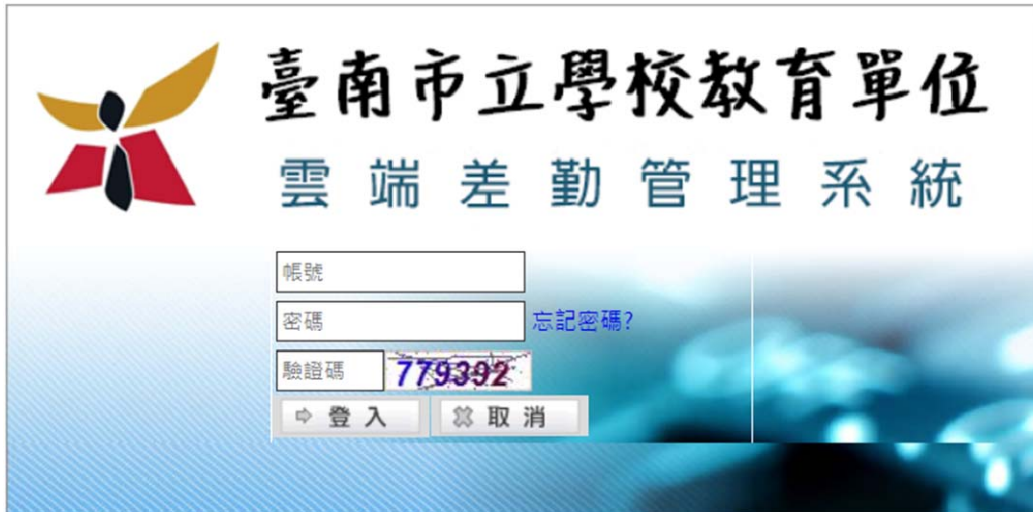 臺南市立學校教育單位
雲端差勤管理系統
帳號
密碼 忘記密碼?
驗證碼 779392
⇨ 登入 ✖ 取消